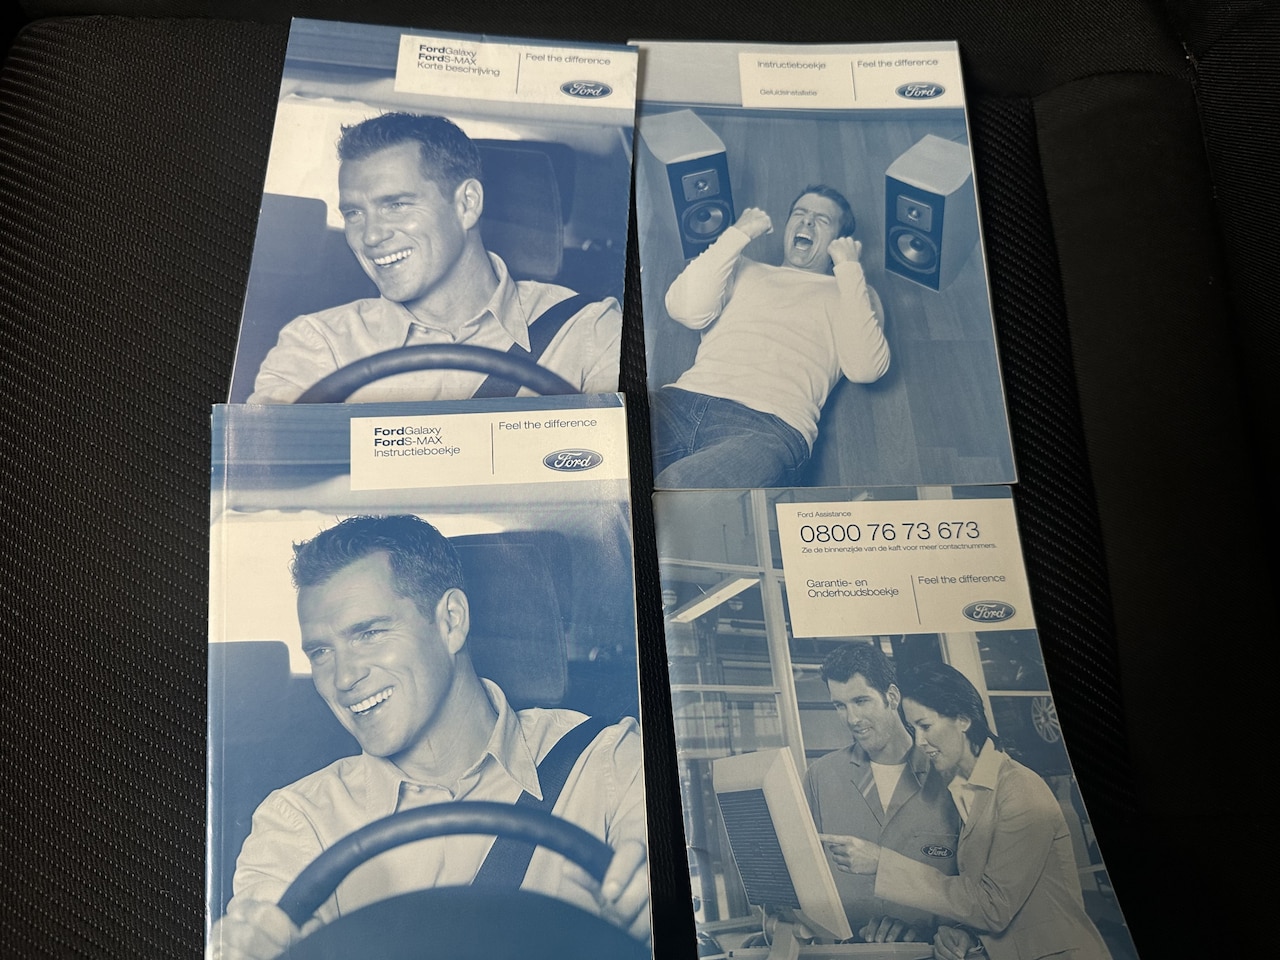 FordGalaxy
FordS-MAX
Korte beschrijving
Feel the difference
Ford
Instructieboekje
Geluidsinstallatie
Feel the difference
Ford
FordGalaxy
FordS-MAX
Instructieboekje
Feel the difference
Ford
Ford Assistance
0800 76 73 673
Zie de binnenzijde van de kaft voor meer contactnummers.
Garantie- en
Onderhoudsboekje
Feel the difference
Ford
Ford